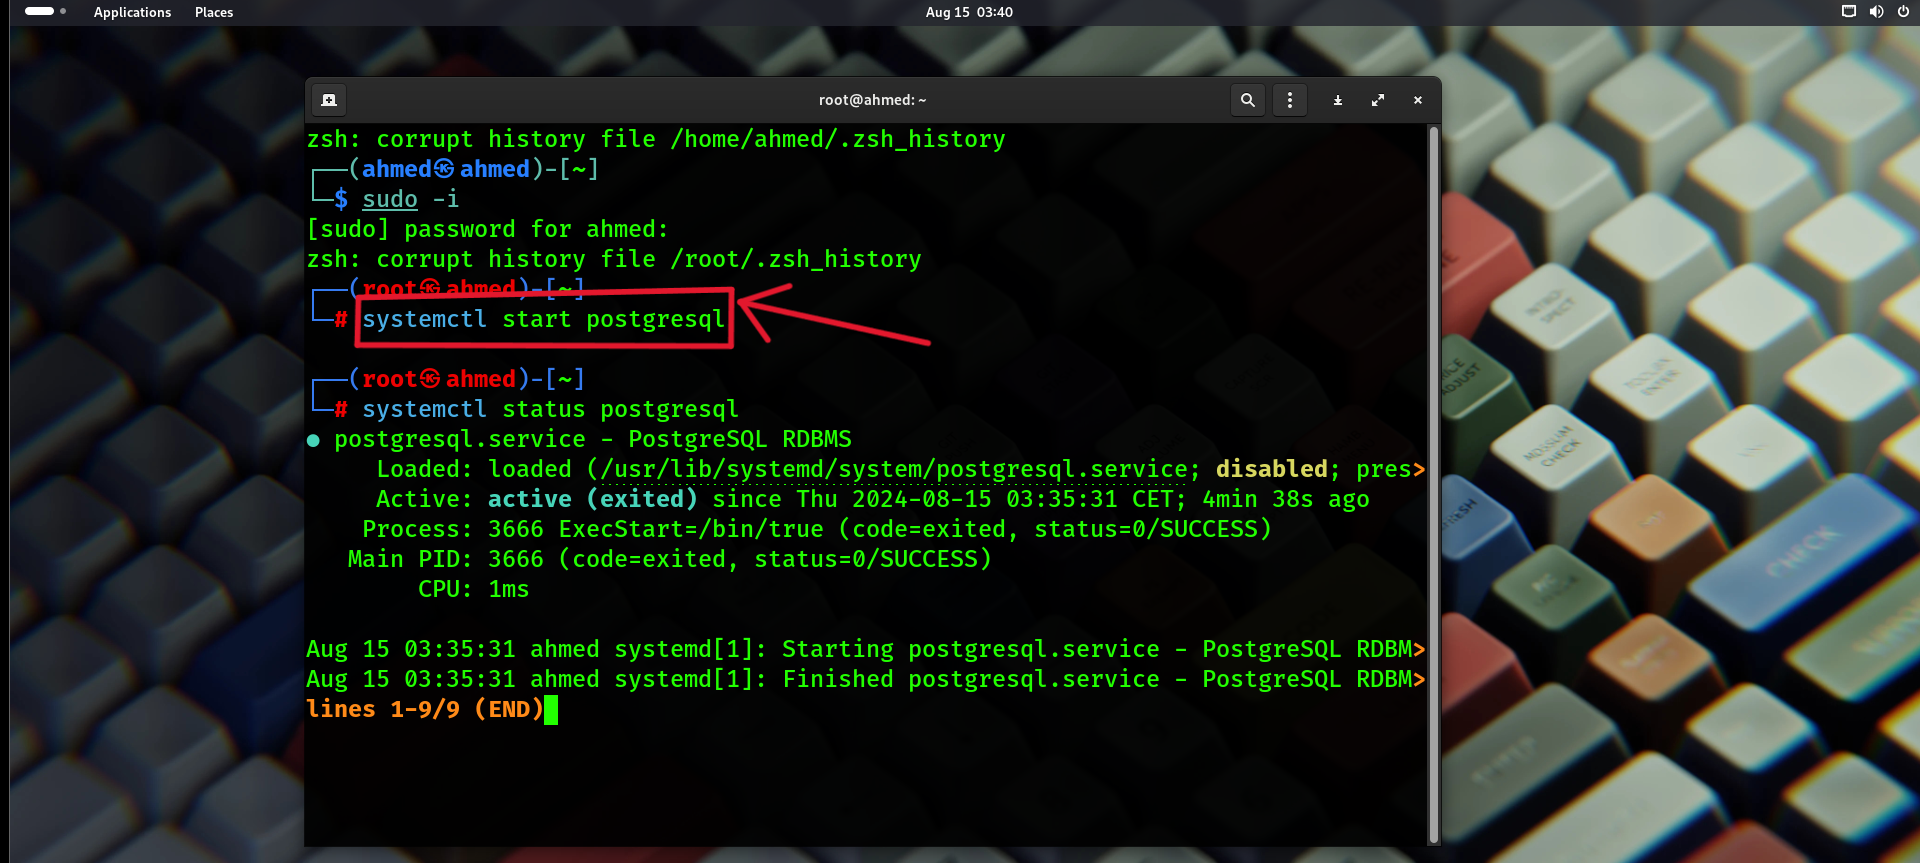 Applications Places Aug 15 03:40
root@ahmed: ~
zsh: corrupt history file /home/ahmed/.zsh_history
┌──(ahmed㉿ahmed)-[~]
└─$ sudo -i
[sudo] password for ahmed:
zsh: corrupt history file /root/.zsh_history
┌──(root㉿ahmed)-[~]
└─# systemctl start postgresql
┌──(root㉿ahmed)-[~]
└─# systemctl status postgresql
● postgresql.service - PostgreSQL RDBMS
Loaded: loaded (/usr/lib/systemd/system/postgresql.service; disabled; pres>
Active: active (exited) since Thu 2024-08-15 03:35:31 CET; 4min 38s ago
Process: 3666 ExecStart=/bin/true (code=exited, status=0/SUCCESS)
Main PID: 3666 (code=exited, status=0/SUCCESS)
CPU: 1ms
Aug 15 03:35:31 ahmed systemd[1]: Starting postgresql.service - PostgreSQL RDBM>
Aug 15 03:35:31 ahmed systemd[1]: Finished postgresql.service - PostgreSQL RDBM>
lines 1-9/9 (END)
INTRO-
SPECT
ADJUST
MOSSUM
CHECK
CHECK